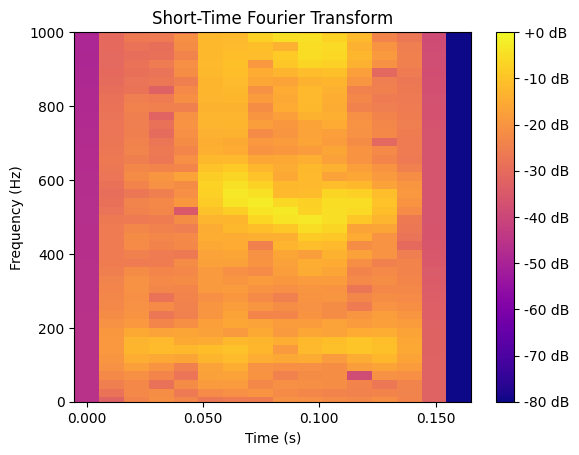 Short-Time Fourier Transform
1000
800
600
400
200
0
Frequency (Hz)
0.000
0.050
0.100
0.150
Time (s)
+0 dB
-10 dB
-20 dB
-30 dB
-40 dB
-50 dB
-60 dB
-70 dB
-80 dB